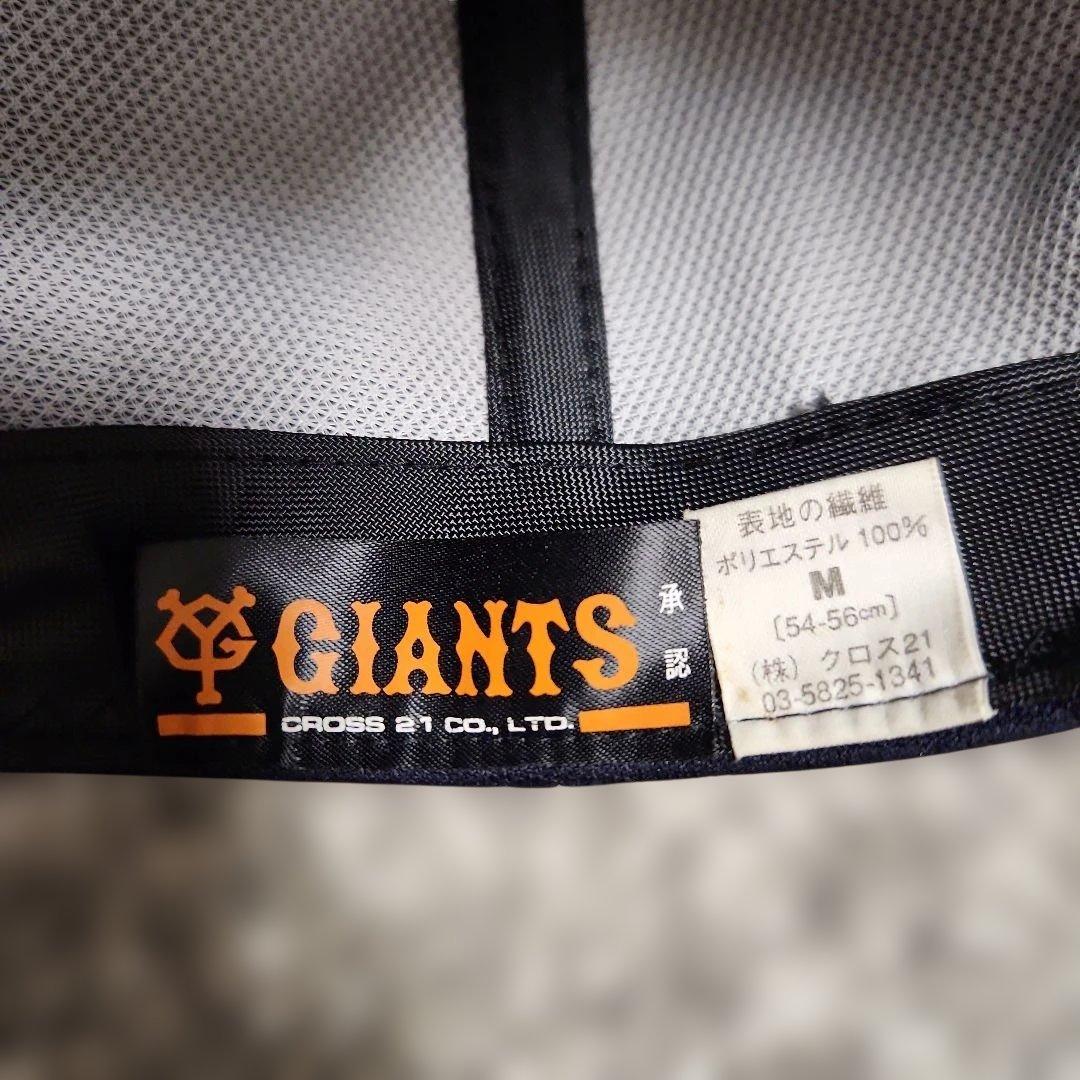 YG GIANTS 承認
CROSS 21 CO., LTD.
表地の繊維
ポリエステル 100%
M
[54-56cm]
(株) クロス21
03-5825-1341